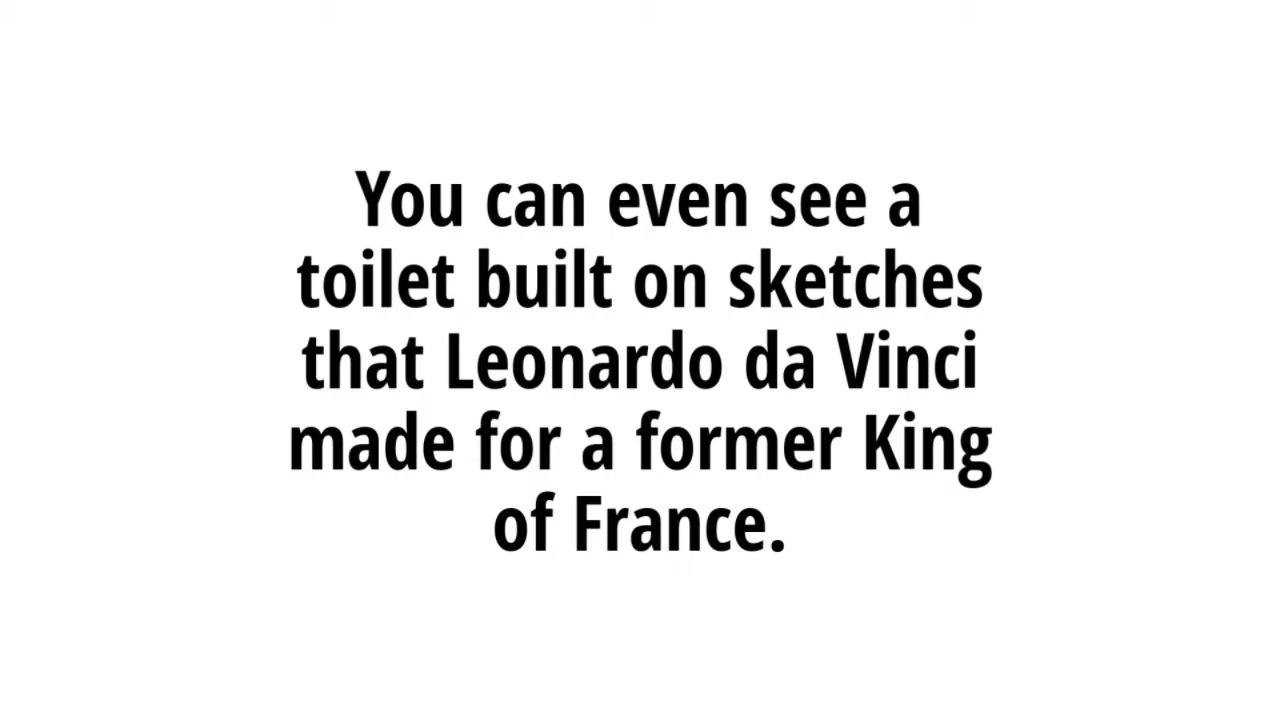 You can even see a
toilet built on sketches
that Leonardo da Vinci
made for a former King
of France.